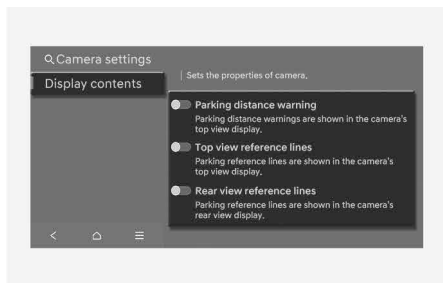 Camera settings
Display contents
Sets the properties of camera.
Parking distance warning
Parking distance warnings are shown in the camera's
top view display.
Top view reference lines
Parking reference lines are shown in the camera's
top view display.
Rear view reference lines
Parking reference lines are shown in the camera's
rear view display.